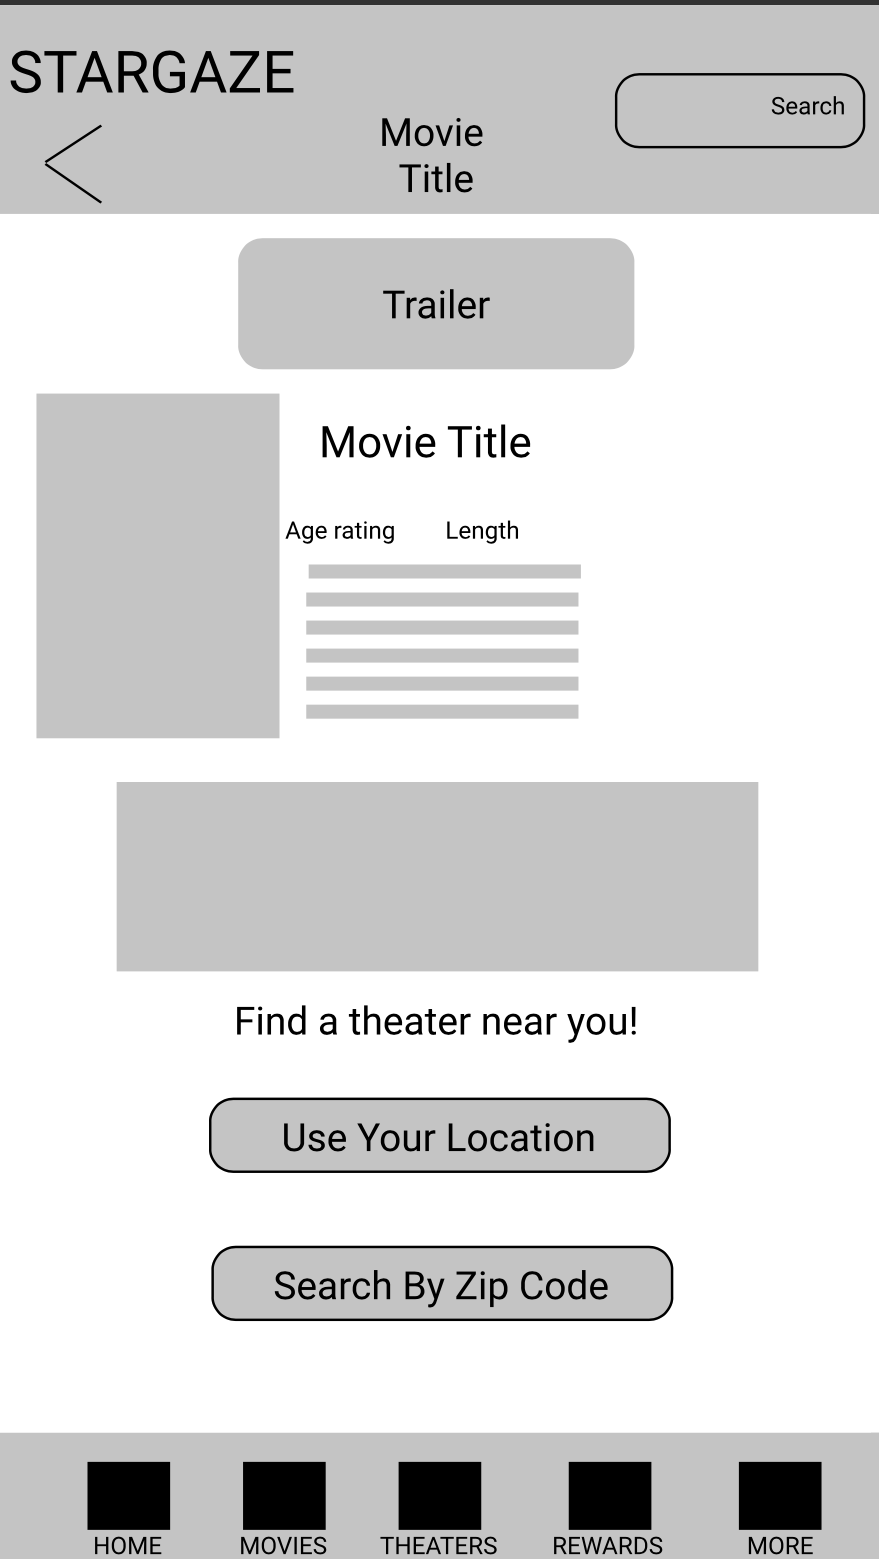 STARGAZE
Search
Movie
Title
Trailer
Movie Title
Age rating Length
Find a theater near you!
Use Your Location
Search By Zip Code
HOME MOVIES THEATERS REWARDS MORE